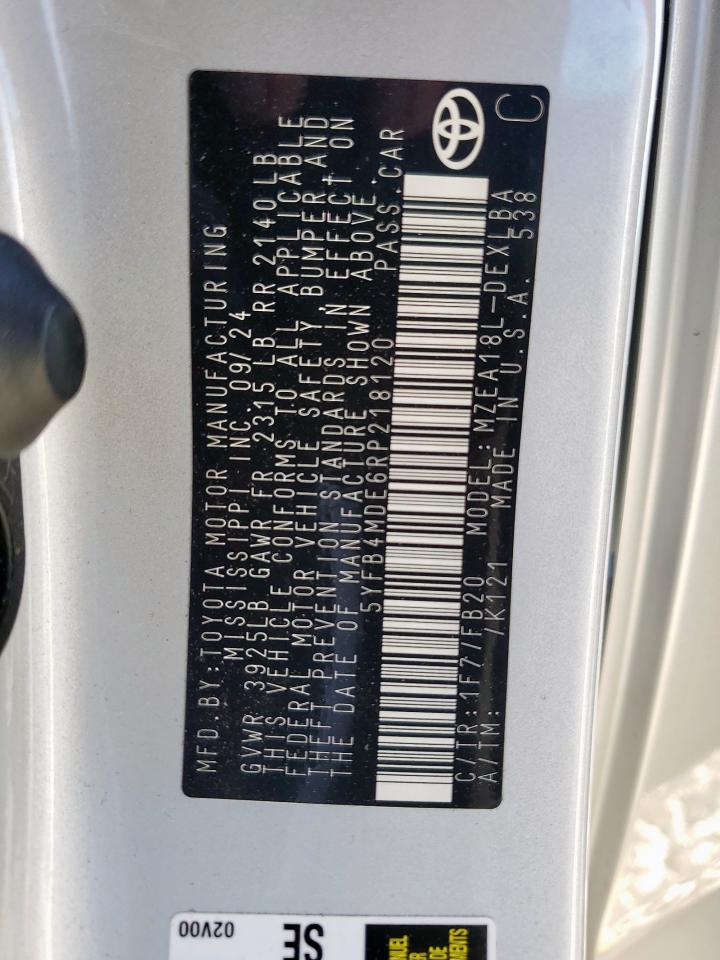 MFD.BY:TOYOTA MOTOR MANUFACTURING
MISSISSIPPI INC. 09/24
GVWR 3925LB GAWR FR 2315 LB RR 2140LB
THIS VEHICLE CONFORMS TO ALL APPLICABLE
FEDERAL MOTOR VEHICLE SAFETY, BUMPER, AND
THEFT PREVENTION STANDARDS IN EFFECT ON
THE DATE OF MANUFACTURE SHOWN ABOVE.
5YFB4MDE6RP218120 PASS.CAR
C/TR:1F7/FB20 MODEL:MZEA18L-DEXLBA
A/TM: /K121 MADE IN U.S.A. 538
C
02V00
SE